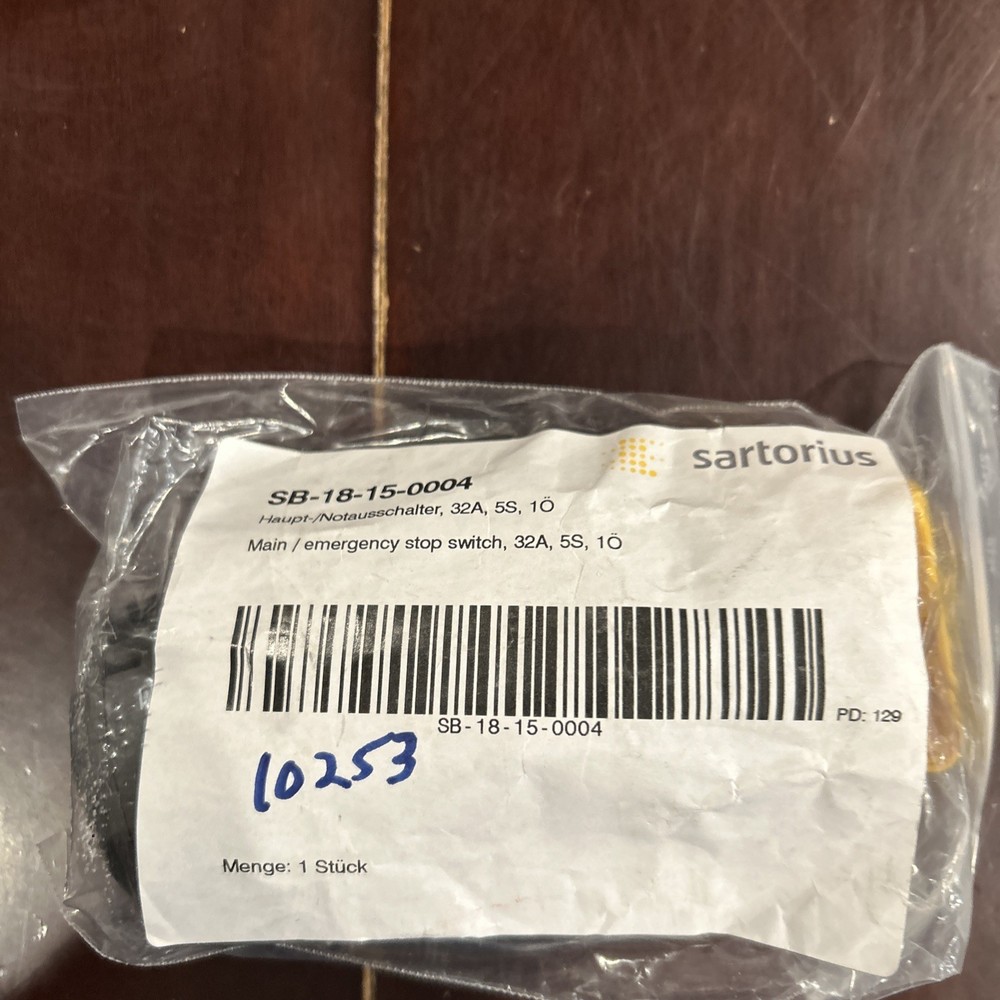 sartorius
SB-18-15-0004
Haupt-/Notausschalter, 32A, 5S, 1Ö
Main / emergency stop switch, 32A, 5S, 1Ö
SB-18-15-0004
PD: 129
10253
Menge: 1 Stück